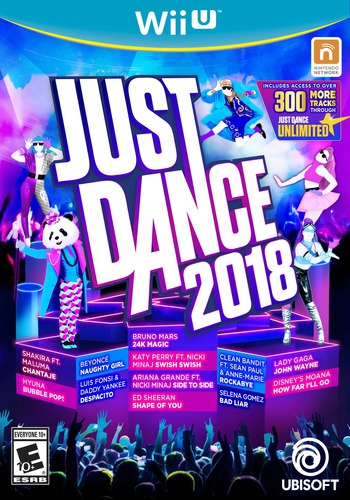 Wii U
NINTENDO
NETWORK
INCLUDES ACCESS TO OVER
300 MORE
TRACKS
THROUGH
JUST DANCE
UNLIMITED
JUST
DANCE
2018
SHAKIRA FT.
MALUMA
CHANTAJE
HYUNA
BUBBLE POP!
BEYONCÉ
NAUGHTY GIRL
LUIS FONSI &
DADDY YANKEE
DESPACITO
BRUNO MARS
24K MAGIC
KATY PERRY FT. NICKI
MINAJ SWISH SWISH
ARIANA GRANDE FT.
NICKI MINAJ SIDE TO SIDE
ED SHEERAN
SHAPE OF YOU
CLEAN BANDIT
FT. SEAN PAUL
& ANNE-MARIE
ROCKABYE
SELENA GOMEZ
BAD LIAR
LADY GAGA
JOHN WAYNE
DISNEY'S MOANA
HOW FAR I'LL GO
EVERYONE 10+
E
10+
ESRB
UBISOFT